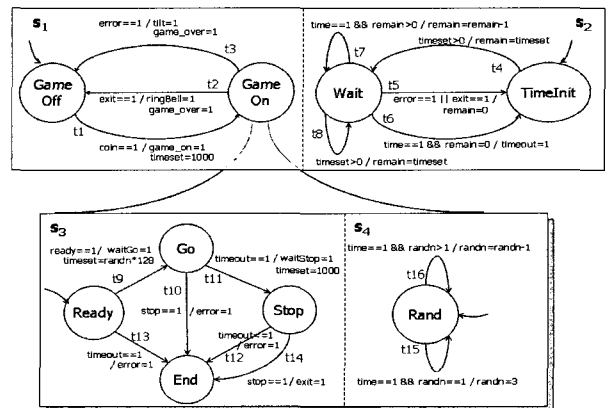 S1
error==1 / tilt=1
game_over=1
t3
Game
Off
t2
Game
On
exit==1 / ringBell=1
game_over=1
t1
coin==1 / game_on=1
timeset=1000
S2
time==1 && remain>0 / remain=remain-1
t7
timeset>0 / remain=timeset
t4
Wait
t5
TimeInit
error==1 || exit==1 /
remain=0
t6
t8
time==1 && remain=0 / timeout=1
timeset>0 / remain=timeset
S3
ready==1/ waitGo=1
timeset=randn*128
Go
timeout==1 / waitStop=1
timeset=1000
t9
t11
t10
Ready
stop==1 / error=1
Stop
t13
timeout==1
/ error=1
timeout==1
/error=1
t12
t14
End
stop==1 / exit=1
S4
time==1 && randn>1 / randn=randn-1
t16
Rand
t15
time==1 && randn==1 / randn=3